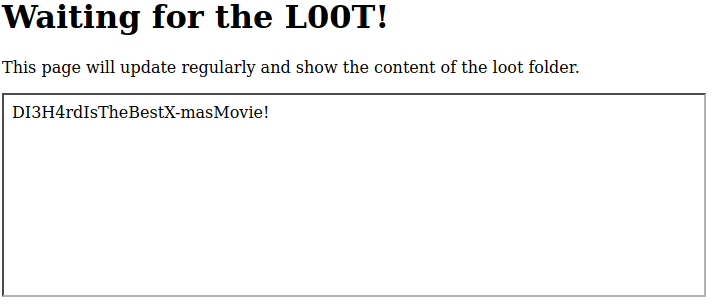 Waiting for the L00T!
This page will update regularly and show the content of the loot folder.
DI3H4rdIsTheBestX-masMovie!